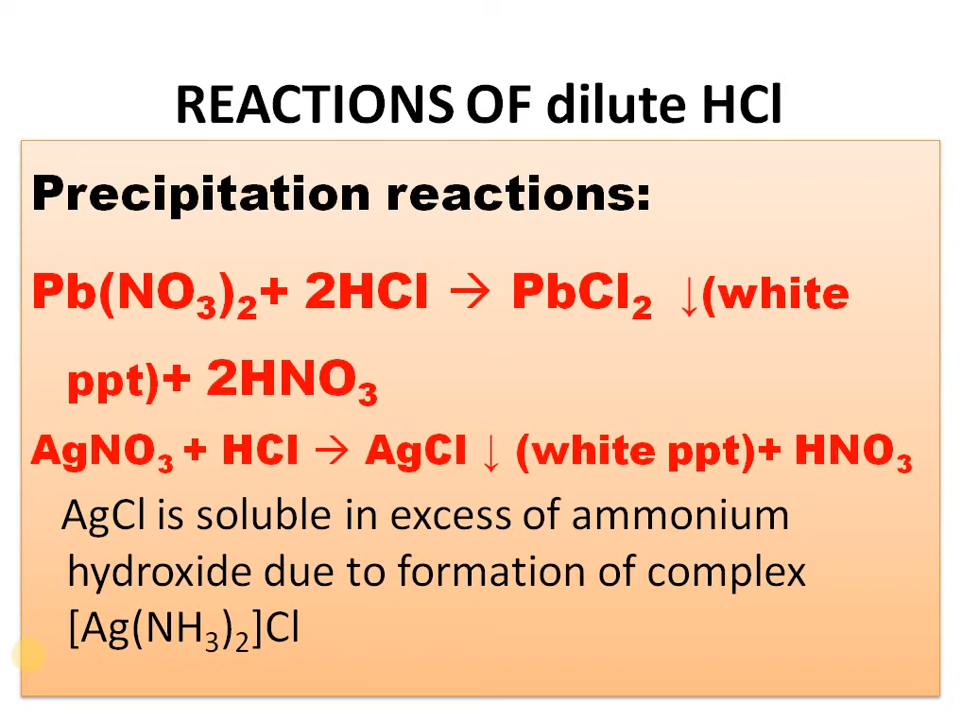 REACTIONS OF dilute HCl
Precipitation reactions:
Pb(NO₃)₂+ 2HCl → PbCl₂ ↓(white
ppt)+ 2HNO₃
AgNO₃ + HCl → AgCl ↓ (white ppt)+ HNO₃
AgCl is soluble in excess of ammonium
hydroxide due to formation of complex
[Ag(NH₃)₂]Cl